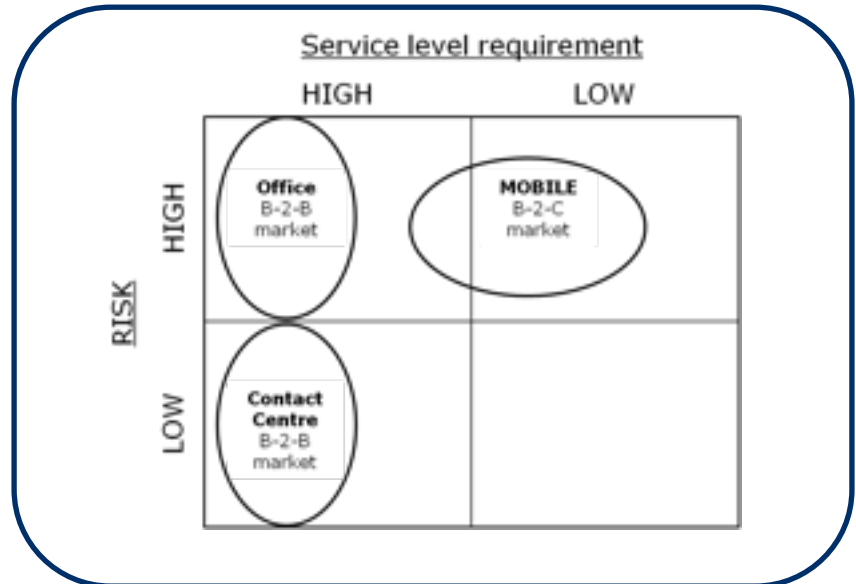 Service level requirement
HIGH LOW
HIGH
Office
B-2-B
market
MOBILE
B-2-C
market
RISK
LOW
Contact
Centre
B-2-B
market